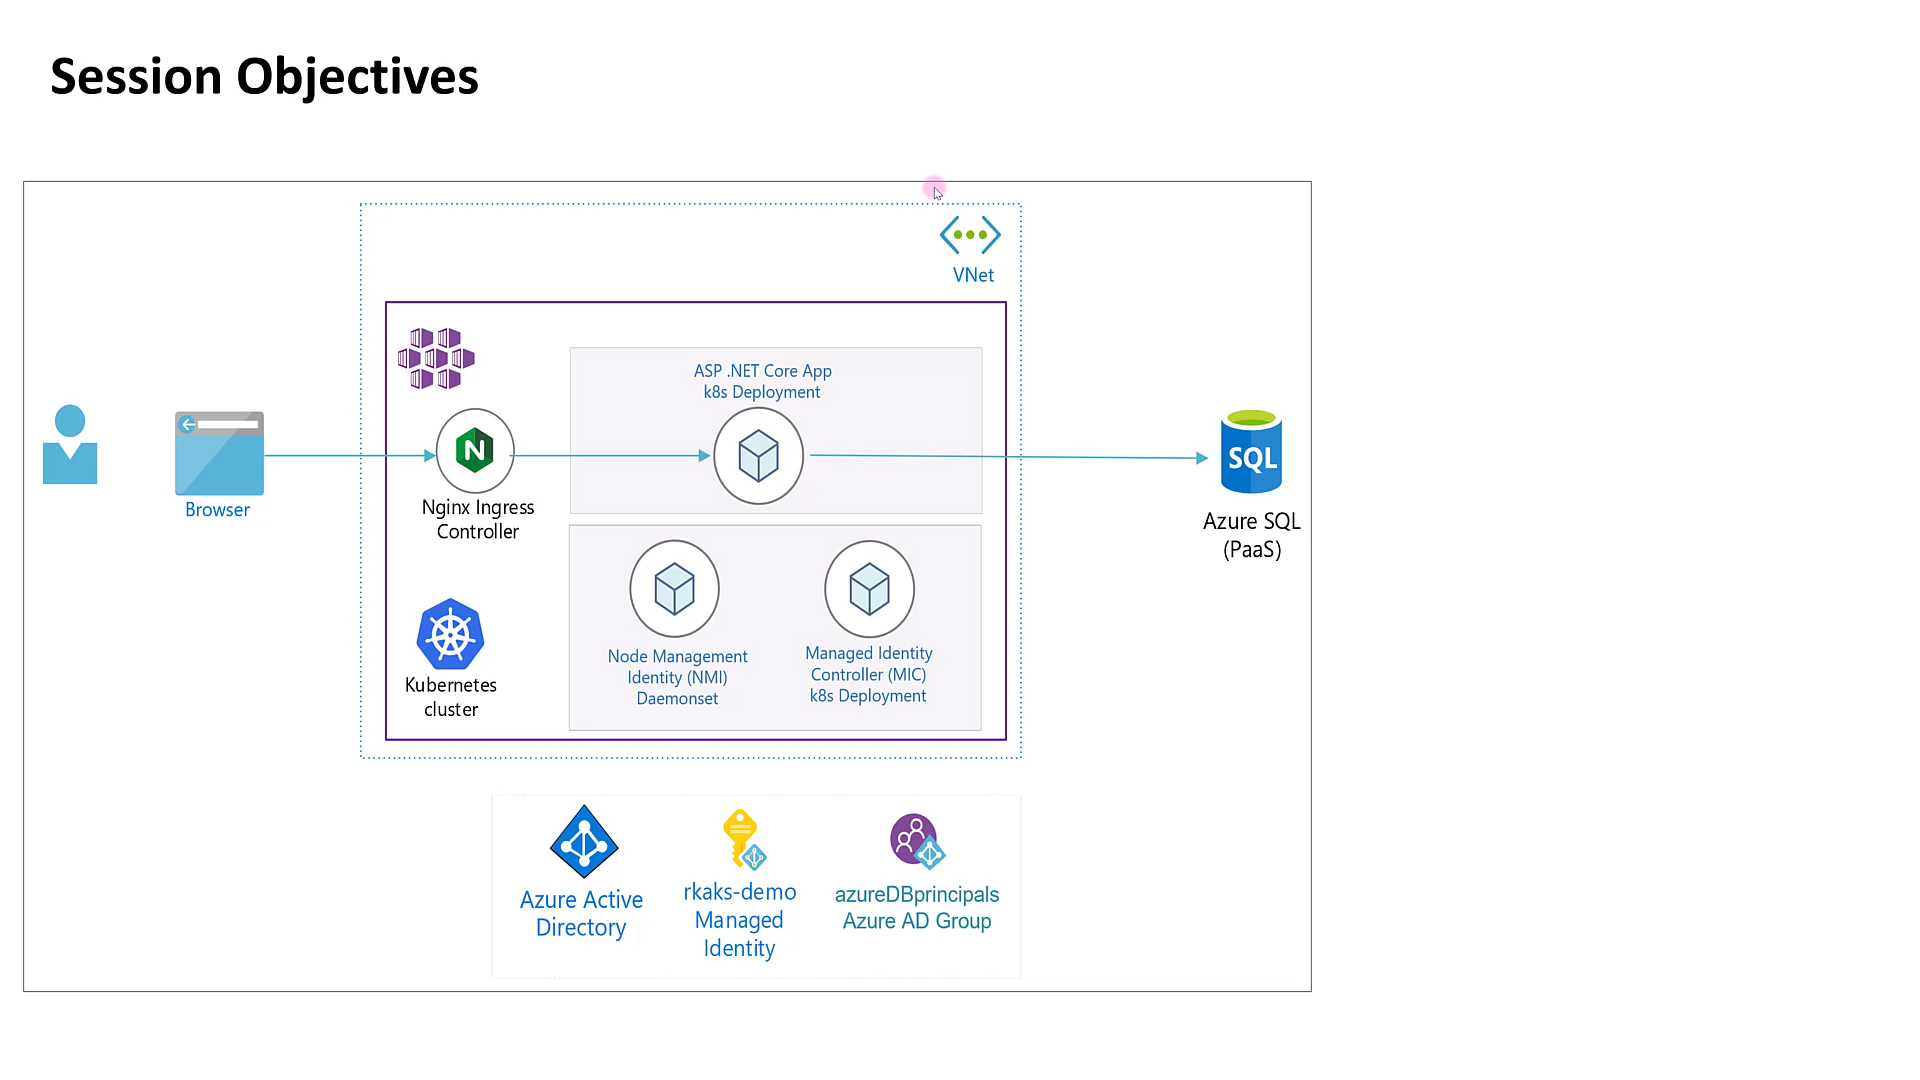 Session Objectives
VNet
ASP .NET Core App
k8s Deployment
N
Browser
Nginx Ingress
Controller
SQL
Azure SQL
(PaaS)
Kubernetes
cluster
Node Management
Identity (NMI)
Daemonset
Managed Identity
Controller (MIC)
k8s Deployment
Azure Active
Directory
rkaks-demo
Managed
Identity
azureDBprincipals
Azure AD Group